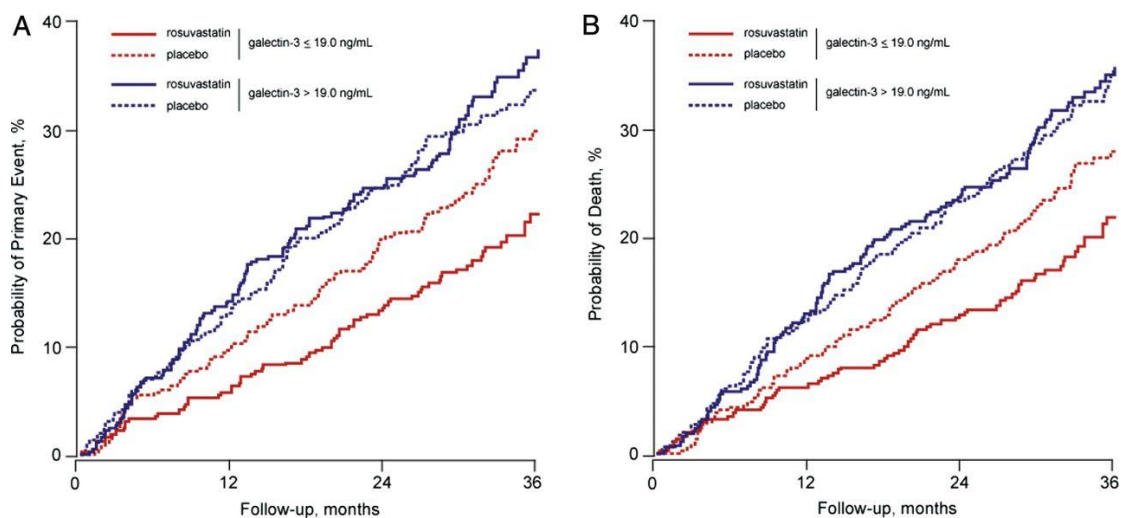 A
rosuvastatin
placebo
galectin-3 ≤ 19.0 ng/mL
rosuvastatin
placebo
galectin-3 > 19.0 ng/mL
Probability of Primary Event, %
40
30
20
10
0
0 12 24 36
Follow-up, months
B
rosuvastatin
placebo
galectin-3 ≤ 19.0 ng/mL
rosuvastatin
placebo
galectin-3 > 19.0 ng/mL
Probability of Death, %
40
30
20
10
0
0 12 24 36
Follow-up, months